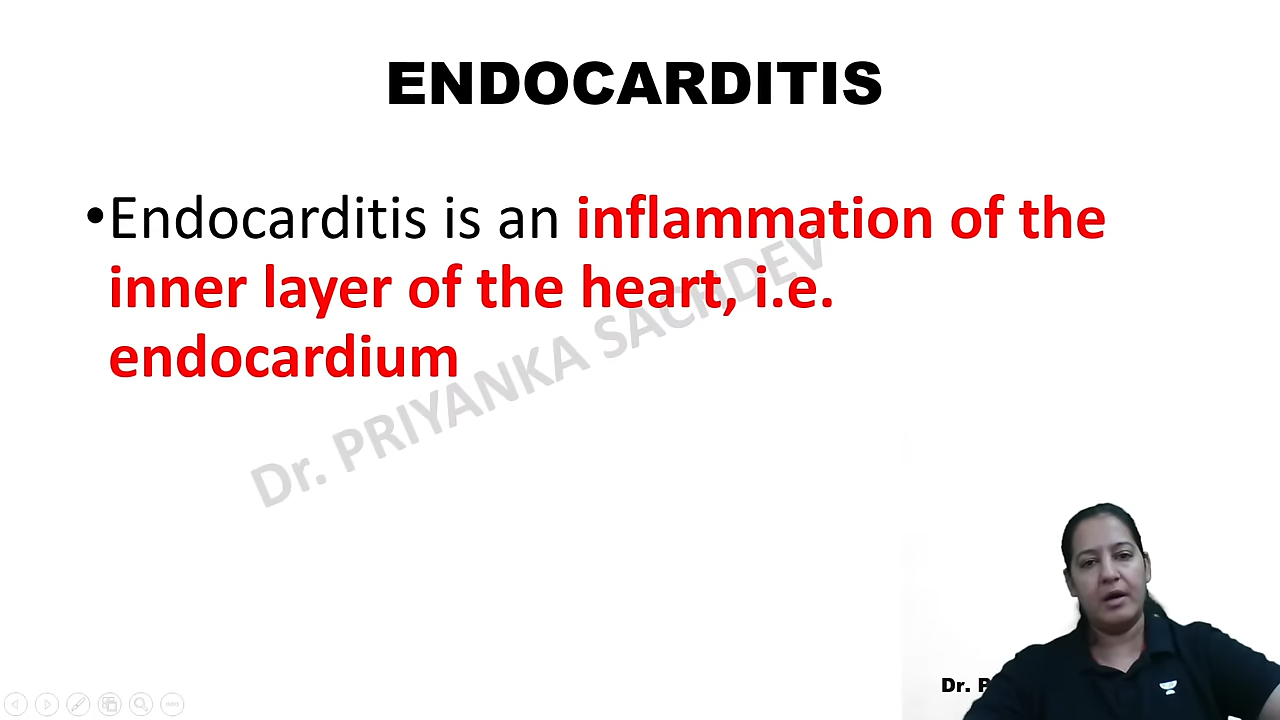 ENDOCARDITIS
•Endocarditis is an inflammation of the
inner layer of the heart, i.e.
endocardium
Dr. PRIYANKA SACHDEV
Dr. P